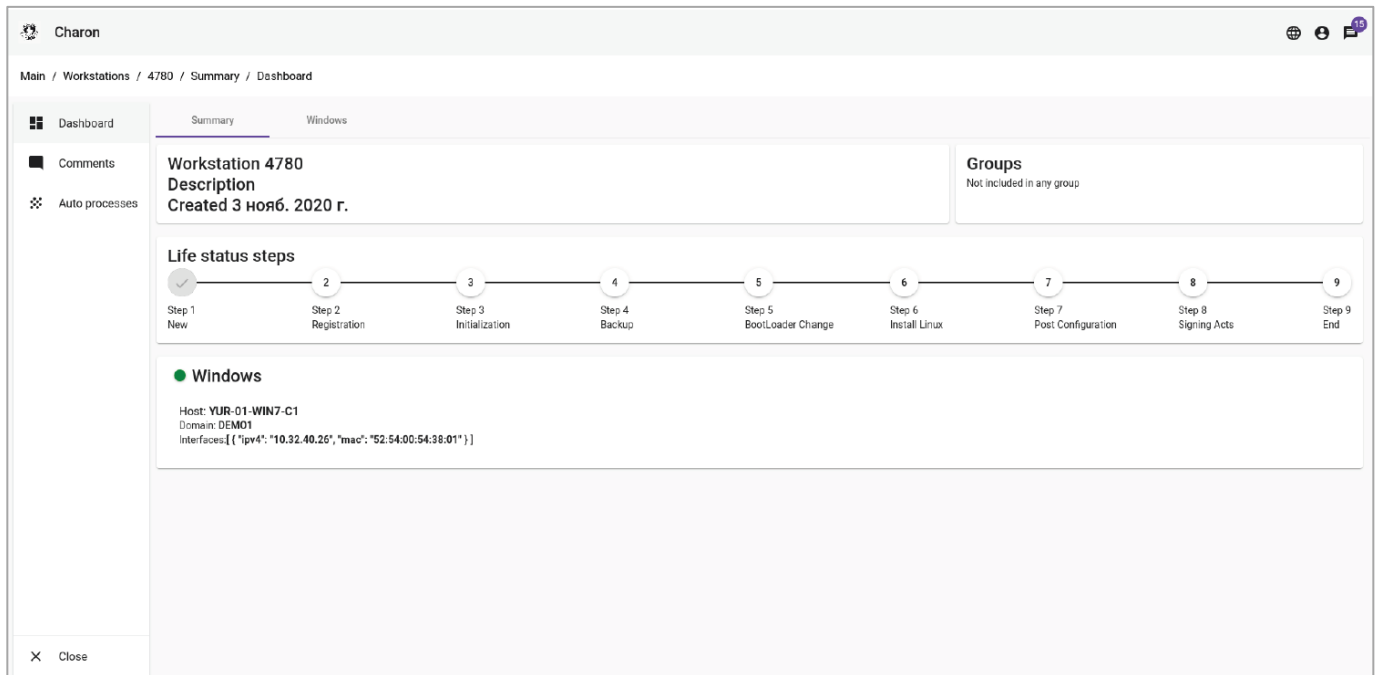 Charon
15
Main / Workstations / 4780 / Summary / Dashboard
Dashboard
Comments
Auto processes
Close
Summary
Windows
Workstation 4780
Description
Created 3 нояб. 2020 г.
Groups
Not included in any group
Life status steps
2
3
4
5
6
7
8
9
Step 1
New
Step 2
Registration
Step 3
Initialization
Step 4
Backup
Step 5
BootLoader Change
Step 6
Install Linux
Step 7
Post Configuration
Step 8
Signing Acts
Step 9
End
Windows
Host: YUR-01-WIN7-C1
Domain: DEMO1
Interfaces:[ { "ipv4": "10.32.40.26", "mac": "52:54:00:54:38:01" } ]